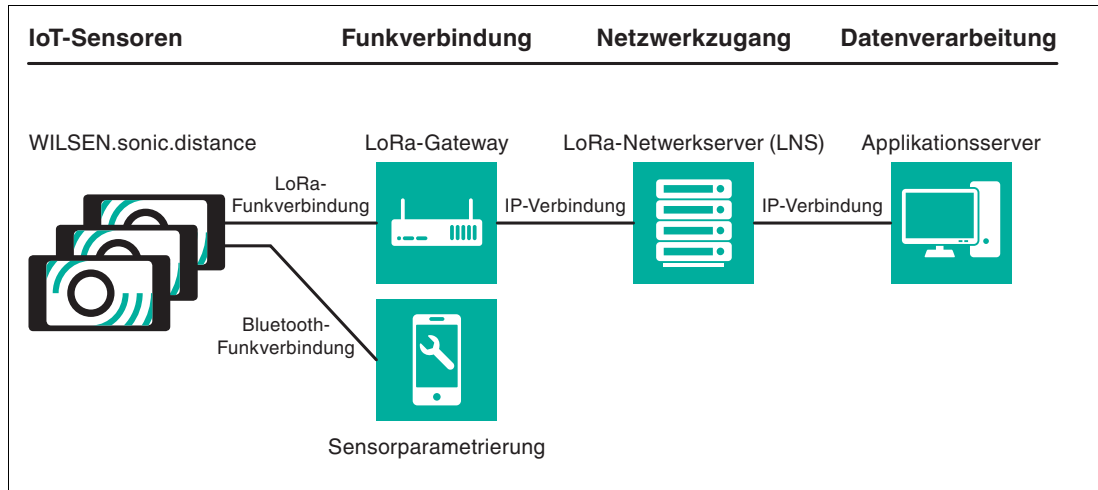 IoT-Sensoren
Funkverbindung
Netzwerkzugang
Datenverarbeitung
WILSEN.sonic.distance
LoRa-Gateway
LoRa-Netwerkserver (LNS)
Applikationsserver
LoRa-
Funkverbindung
IP-Verbindung
IP-Verbindung
Bluetooth-
Funkverbindung
Sensorparametrierung